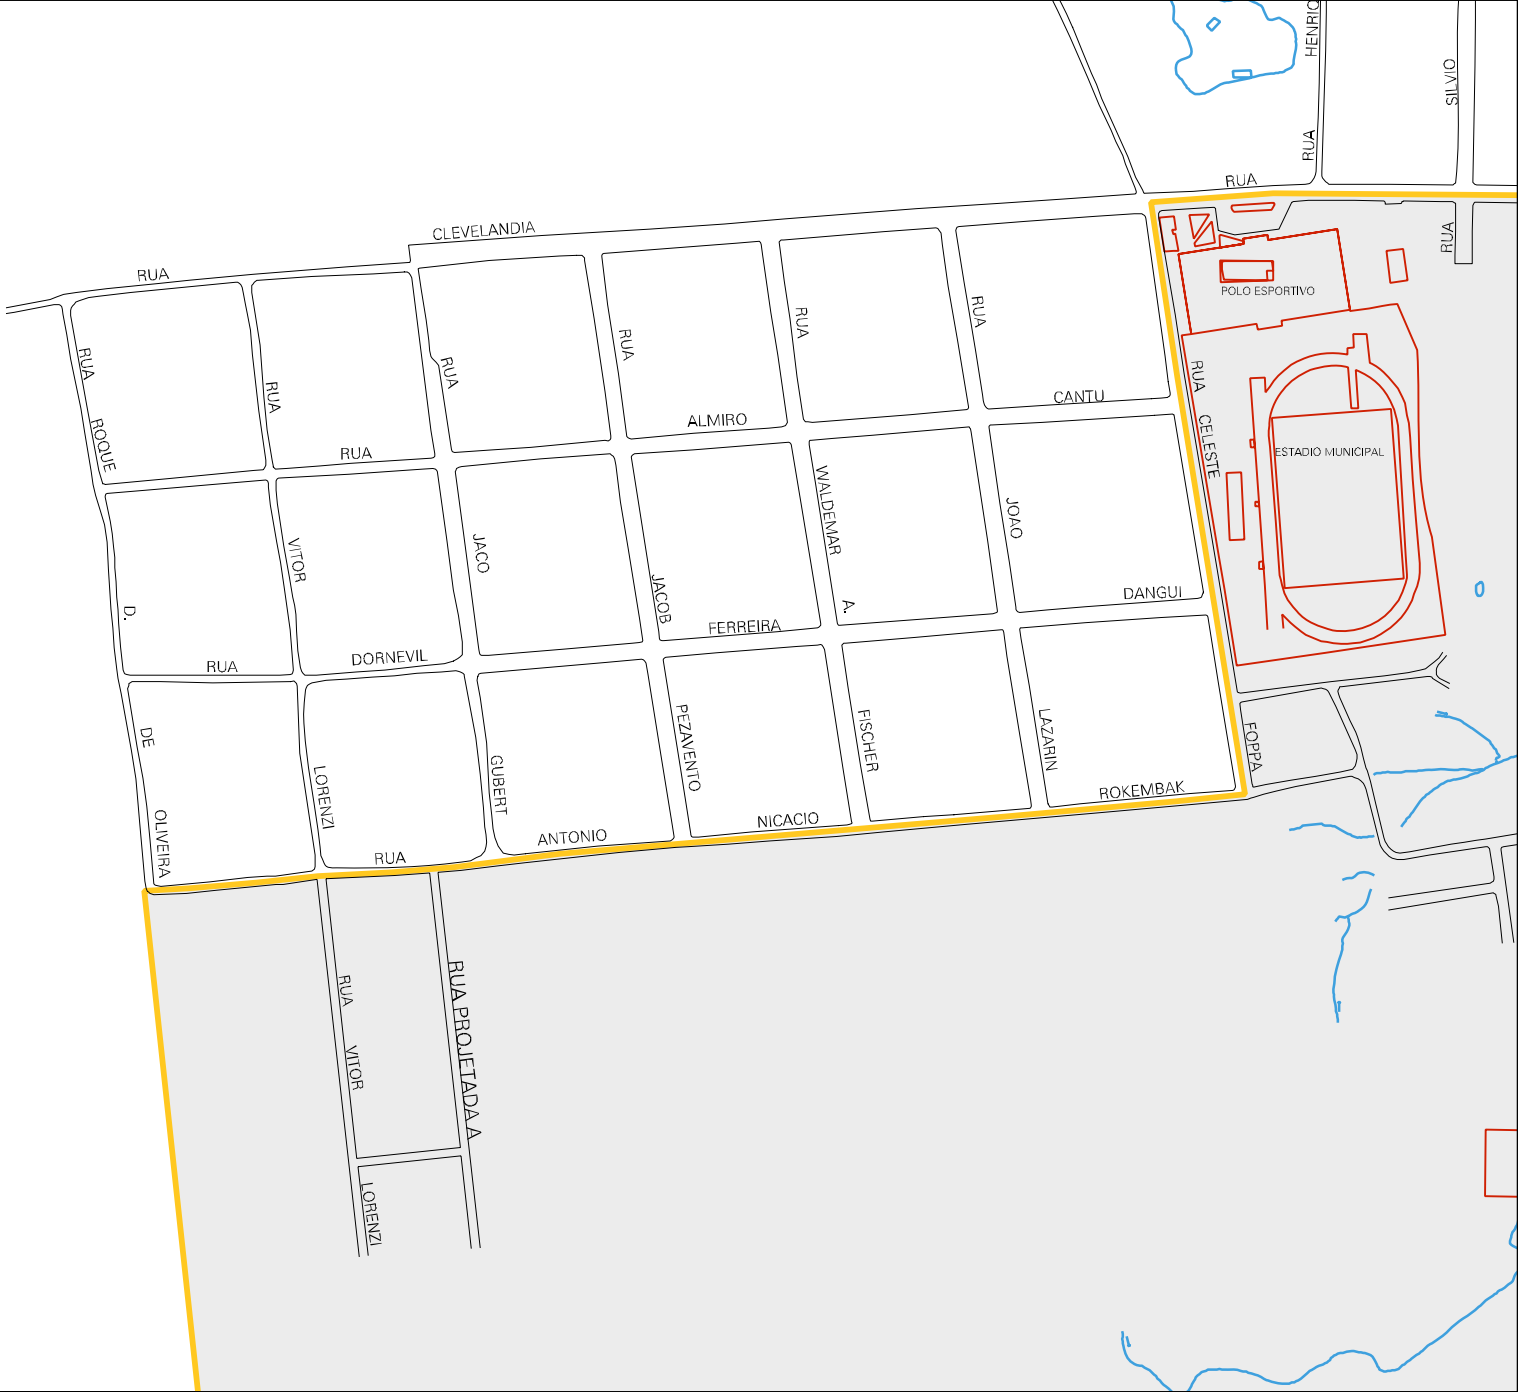 HENRIQ
RUA
SILVIO
RUA
RUA
RUA CLEVELANDIA
POLO ESPORTIVO
ESTADIO MUNICIPAL
RUA ROQUE D. DE OLIVEIRA
RUA VITOR LORENZI
RUA JACO GUBERT
RUA JACOB PEZAVENTO
RUA WALDEMAR A. FISCHER
RUA JOAO LAZARIN
RUA CELESTE FOPPA
RUA ALMIRO CANTU
RUA DORNEVIL FERREIRA DANGUI
RUA ANTONIO NICACIO ROKEMBAK
RUA VITOR LORENZI
RUA PROJETADA A